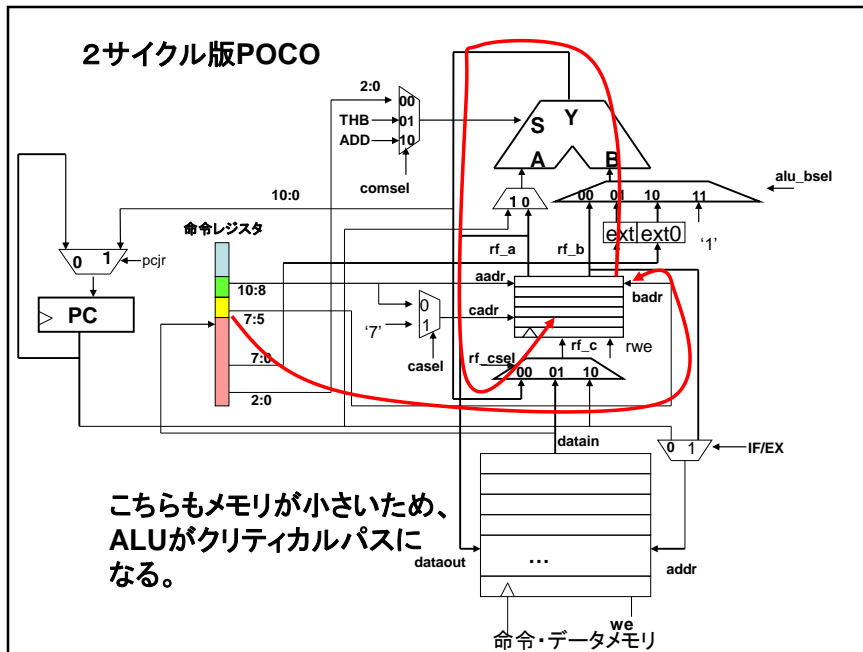 ２サイクル版POCO
2:0
00
THB
01
ADD
10
S
Y
A
B
comsel
alu_bsel
10:0
1 0
00 01 10 11
命令レジスタ
ext
ext0
'1'
0 1
pcjr
rf_a
rf_b
aadr
badr
10:8
PC
0
cadr
7:5
'7'
1
rf_c
rwe
7:0
casel
rf_csel
00 01 10
2:0
datain
0 1
IF/EX
こちらもメモリが小さいため、
ALUがクリティカルパスに
なる。
dataout
...
addr
we
命令・データメモリ